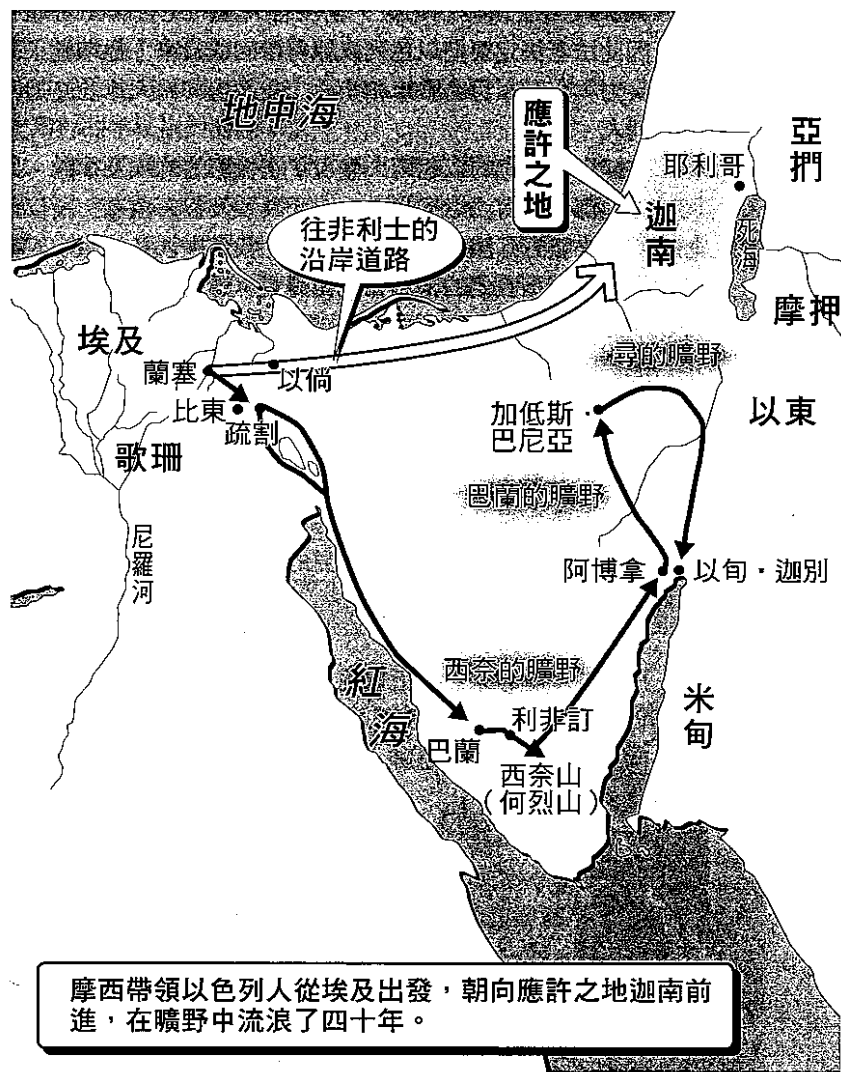 地中海
應許之地
亞捫
耶利哥
迦南
死海
往非利士的
沿岸道路
摩押
埃及
蘭塞
以倘
尋的曠野
比東
疏割
加低斯・
巴尼亞
以東
歌珊
巴蘭的曠野
尼羅河
阿博拿
以旬・迦別
西奈的曠野
紅海
米甸
利非訂
巴蘭
西奈山
（何烈山）
摩西帶領以色列人從埃及出發，朝向應許之地迦南前
進，在曠野中流浪了四十年。